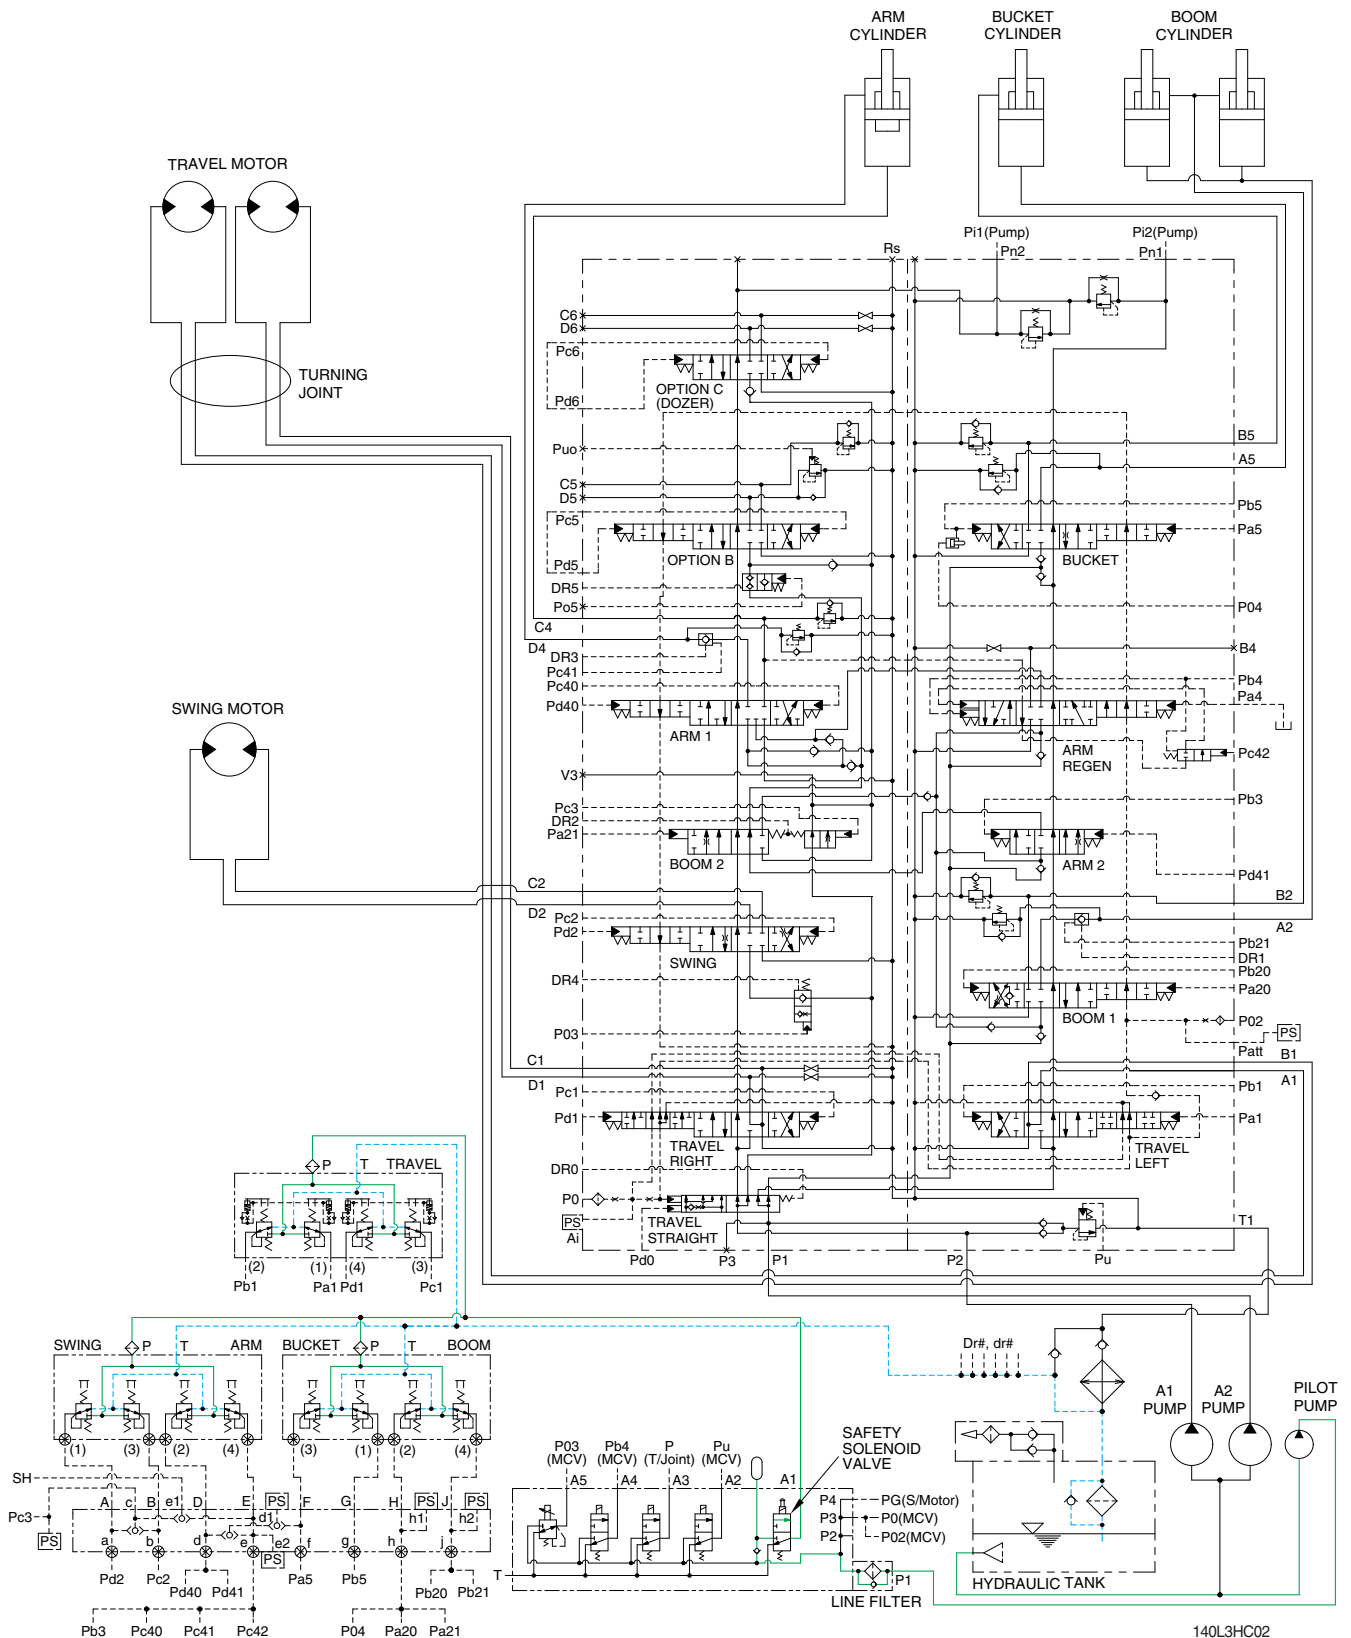 ARM
CYLINDER
BUCKET
CYLINDER
BOOM
CYLINDER
TRAVEL MOTOR
TURNING
JOINT
SWING MOTOR
Rs
Pi1(Pump)
Pn2
Pi2(Pump)
Pn1
C6
D6
Pc6
Pd6
OPTION C
(DOZER)
Puo
C5
D5
Pc5
Pd5
OPTION B
DR5
Po5
B5
A5
Pb5
Pa5
BUCKET
P04
C4
D4
DR3
Pc41
Pc40
Pd40
ARM 1
B4
Pb4
Pa4
ARM
REGEN
Pc42
V3
Pc3
DR2
Pa21
BOOM 2
Pb3
ARM 2
Pd41
C2
D2
Pc2
Pd2
SWING
B2
A2
Pb21
DR1
Pb20
Pa20
BOOM 1
DR4
P03
P02
PS
Patt
C1
D1
Pc1
Pd1
TRAVEL
RIGHT
B1
A1
Pb1
Pa1
TRAVEL
LEFT
DR0
P0
PS
Ai
TRAVEL
STRAIGHT
Pd0
P3
P1
P2
Pu
T1
P
T
TRAVEL
(2)
(1)
(4)
(3)
Pb1
Pa1
Pd1
Pc1
SWING
P
T
ARM
BUCKET
P
T
BOOM
(1)
(3)
(2)
(4)
(3)
(1)
(2)
(4)
SH
Pc3
PS
A
c
B
e1
D
E
PS
F
G
H
PS
J
PS
d1
h1
h2
a
b
d
e
e2
PS
f
g
h
j
Pd2
Pc2
Pd40
Pd41
Pa5
Pb5
Pb20
Pb21
Pb3
Pc40
Pc41
Pc42
P04
Pa20
Pa21
P03
(MCV)
Pb4
(MCV)
P
(T/Joint)
Pu
(MCV)
A5
A4
A3
A2
A1
SAFETY
SOLENOID
VALVE
P4
PG(S/Motor)
P3
P0(MCV)
P2
P02(MCV)
T
P1
LINE FILTER
Dr#, dr#
A1
PUMP
A2
PUMP
PILOT
PUMP
HYDRAULIC TANK
140L3HC02